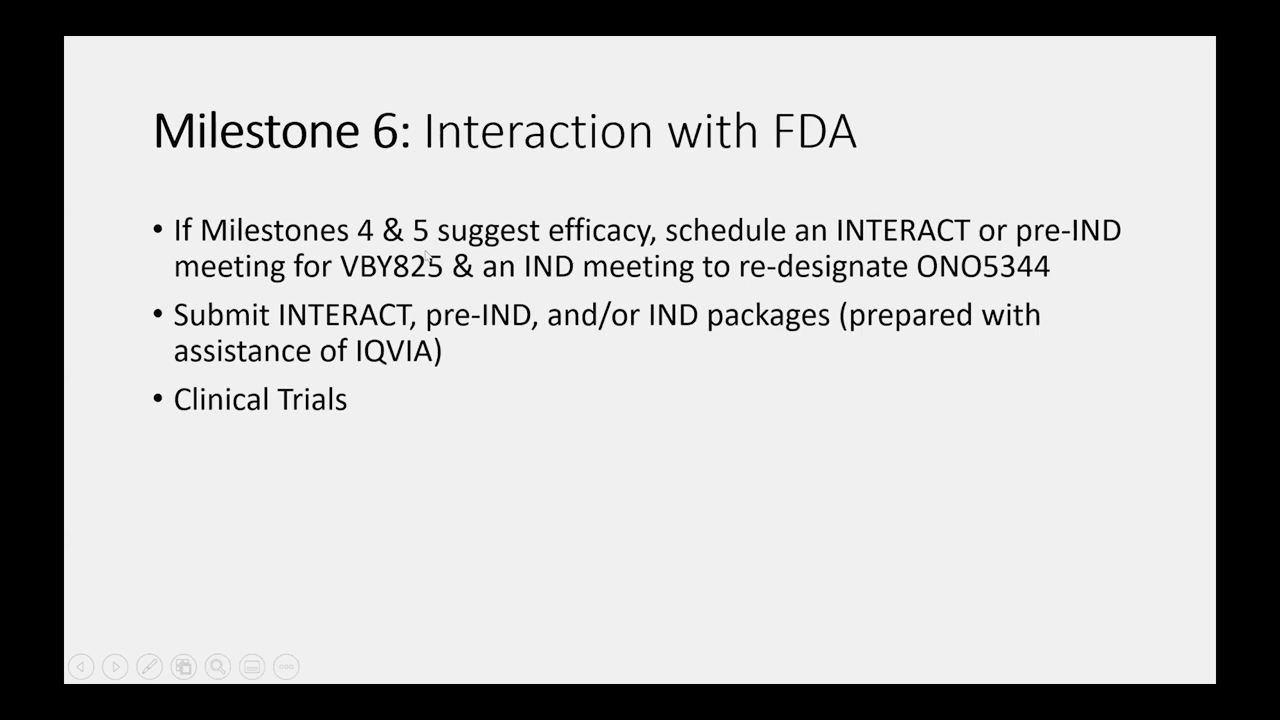 Milestone 6: Interaction with FDA
• If Milestones 4 & 5 suggest efficacy, schedule an INTERACT or pre-IND
meeting for VBY825 & an IND meeting to re-designate ONO5344
• Submit INTERACT, pre-IND, and/or IND packages (prepared with
assistance of IQVIA)
• Clinical Trials